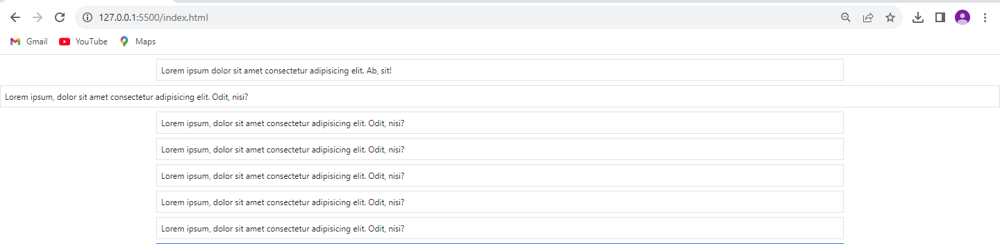 127.0.0.1:5500/index.html
Gmail YouTube Maps
Lorem ipsum dolor sit amet consectetur adipisicing elit. Ab, sit!
Lorem ipsum, dolor sit amet consectetur adipisicing elit. Odit, nisi?
Lorem ipsum, dolor sit amet consectetur adipisicing elit. Odit, nisi?
Lorem ipsum, dolor sit amet consectetur adipisicing elit. Odit, nisi?
Lorem ipsum, dolor sit amet consectetur adipisicing elit. Odit, nisi?
Lorem ipsum, dolor sit amet consectetur adipisicing elit. Odit, nisi?
Lorem ipsum, dolor sit amet consectetur adipisicing elit. Odit, nisi?